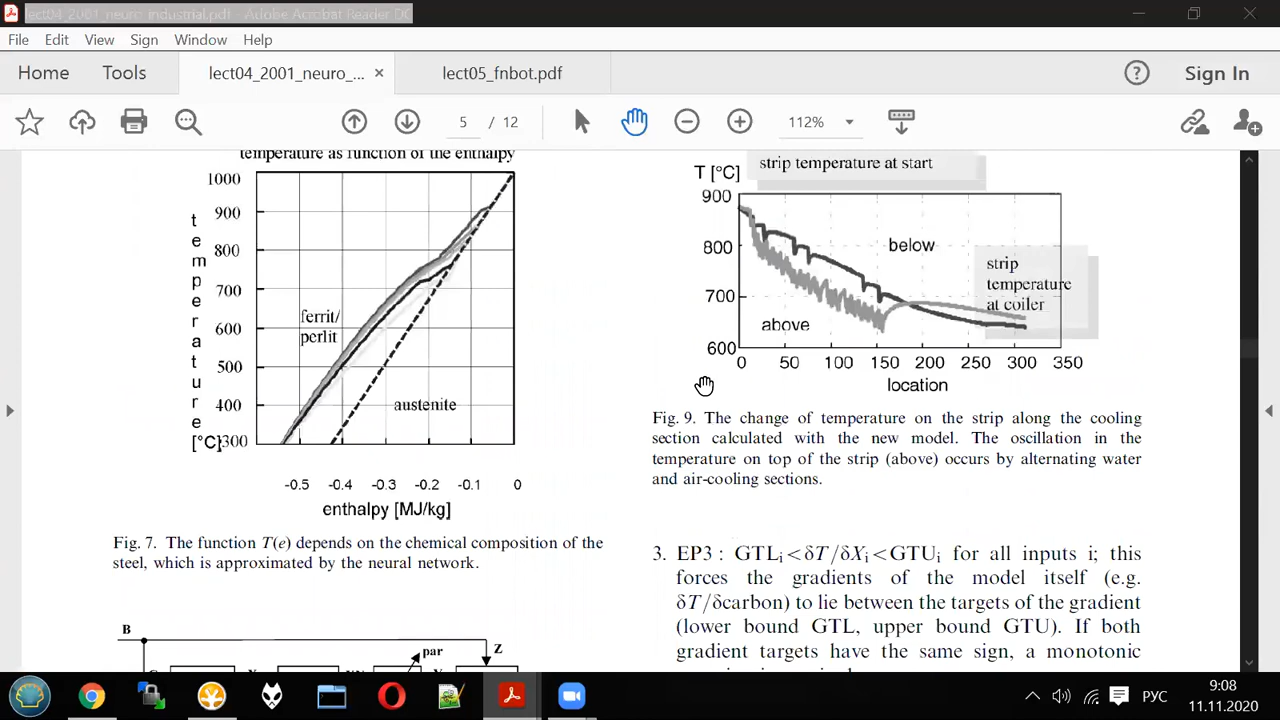 lect04_2001_neuro_industrial.pdf - Adobe Acrobat Reader DC
File Edit View Sign Window Help
Home Tools lect04_2001_neuro_... × lect05_fnbot.pdf Sign In
5 / 12 112%
temperature as function of the enthalpy
temperature
[°C]
1000
900
800
700
600
500
400
300
ferrit/
perlit
austenite
-0.5 -0.4 -0.3 -0.2 -0.1 0
enthalpy [MJ/kg]
Fig. 7. The function T(e) depends on the chemical composition of the
steel, which is approximated by the neural network.
B
par
Z
strip temperature at start
T [°C]
900
800
700
600
below
strip
temperature
at coiler
above
0 50 100 150 200 250 300 350
location
Fig. 9. The change of temperature on the strip along the cooling
section calculated with the new model. The oscillation in the
temperature on top of the strip (above) occurs by alternating water
and air-cooling sections.
3. EP3 : GTLi<δT/δXi<GTUi for all inputs i; this
forces the gradients of the model itself (e.g.
δT/δcarbon) to lie between the targets of the gradient
(lower bound GTL, upper bound GTU). If both
gradient targets have the same sign, a monotonic
РУС
9:08
11.11.2020